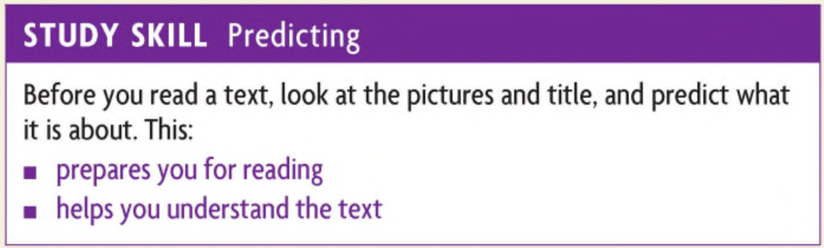 STUDY SKILL Predicting
Before you read a text, look at the pictures and title, and predict what
it is about. This:
■ prepares you for reading
■ helps you understand the text